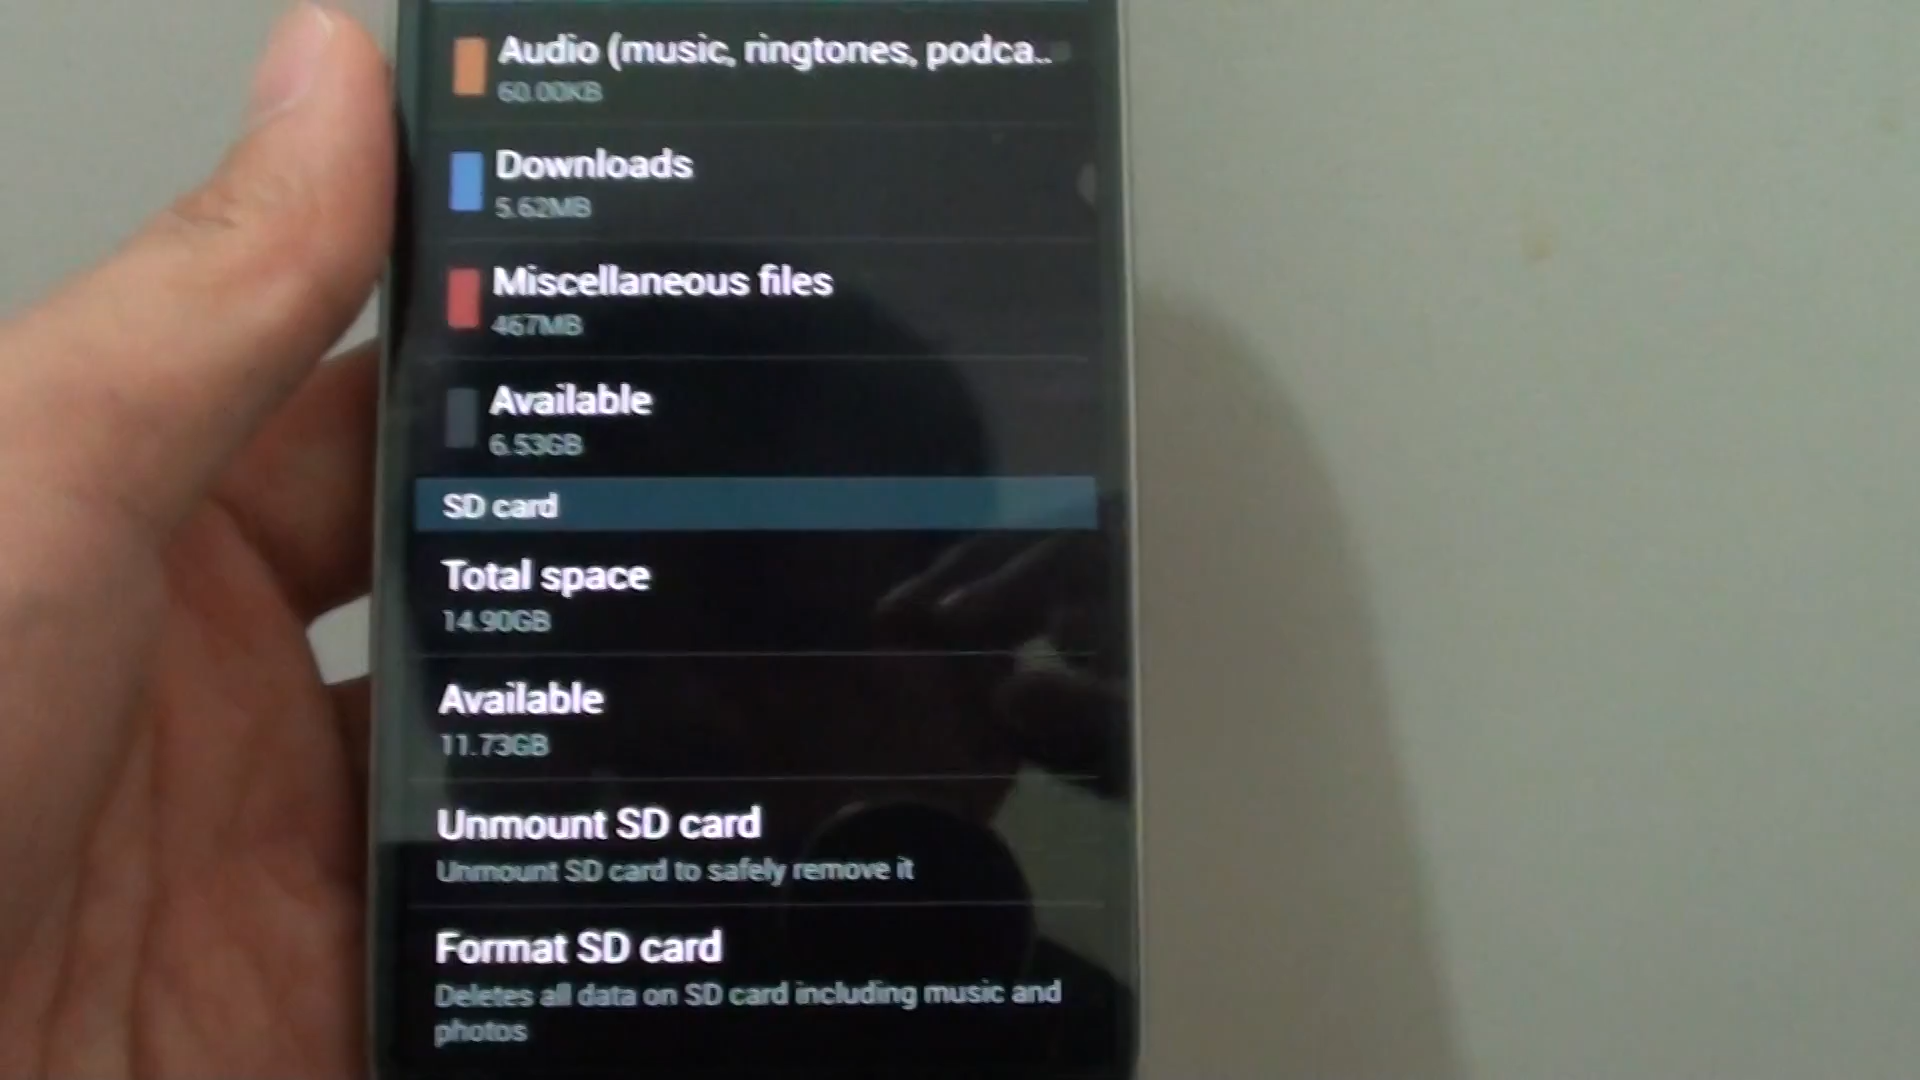 Audio (music, ringtones, podca..
60.00KB
Downloads
5.62MB
Miscellaneous files
467MB
Available
6.53GB
SD card
Total space
14.90GB
Available
11.73GB
Unmount SD card
Unmount SD card to safely remove it
Format SD card
Deletes all data on SD card including music and
photos